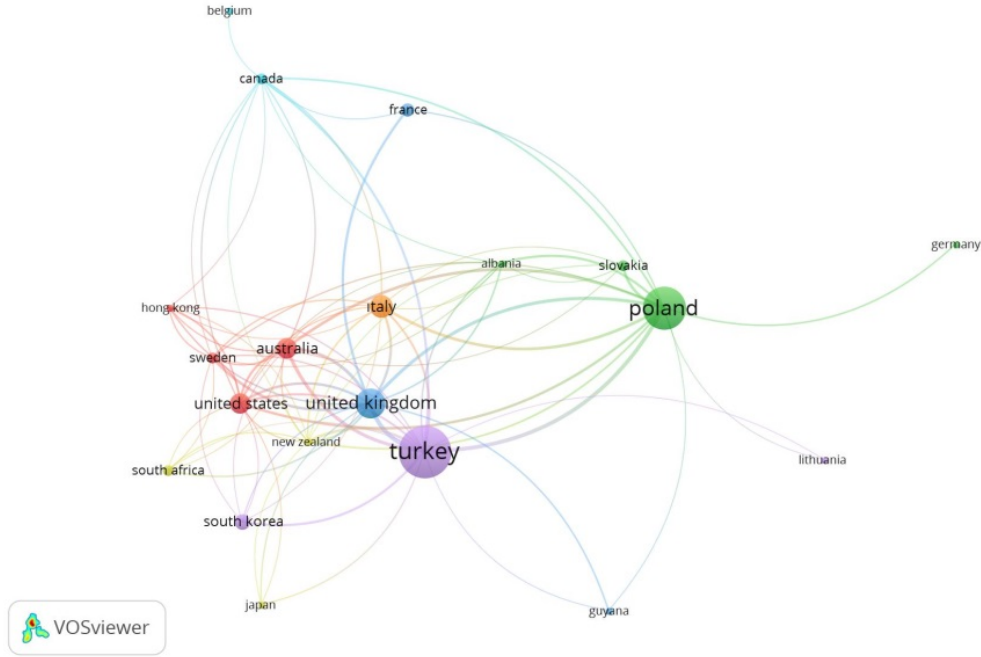 belgium
canada
france
germany
albania
slovakia
hong kong
italy
poland
australia
sweden
united states
united kingdom
new zealand
turkey
lithuania
south africa
south korea
japan
guyana
VOSviewer